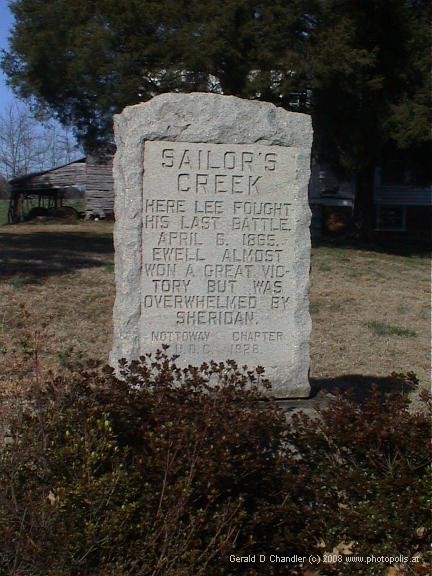 SAILOR'S
CREEK
HERE LEE FOUGHT
HIS LAST BATTLE.
APRIL 6, 1865.
EWELL ALMOST
WON A GREAT VIC-
TORY BUT WAS
OVERWHELMED BY
SHERIDAN.
NOTTOWAY CHAPTER
U.D.C. 1928.
Gerald D Chandler (c) 2008 www.photopolis.at